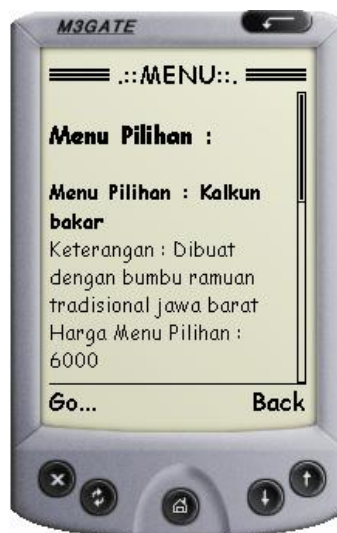 M3GATE
.::MENU::.
Menu Pilihan :
Menu Pilihan : Kalkun
bakar
Keterangan : Dibuat
dengan bumbu ramuan
tradisional jawa barat
Harga Menu Pilihan :
6000
Go... Back